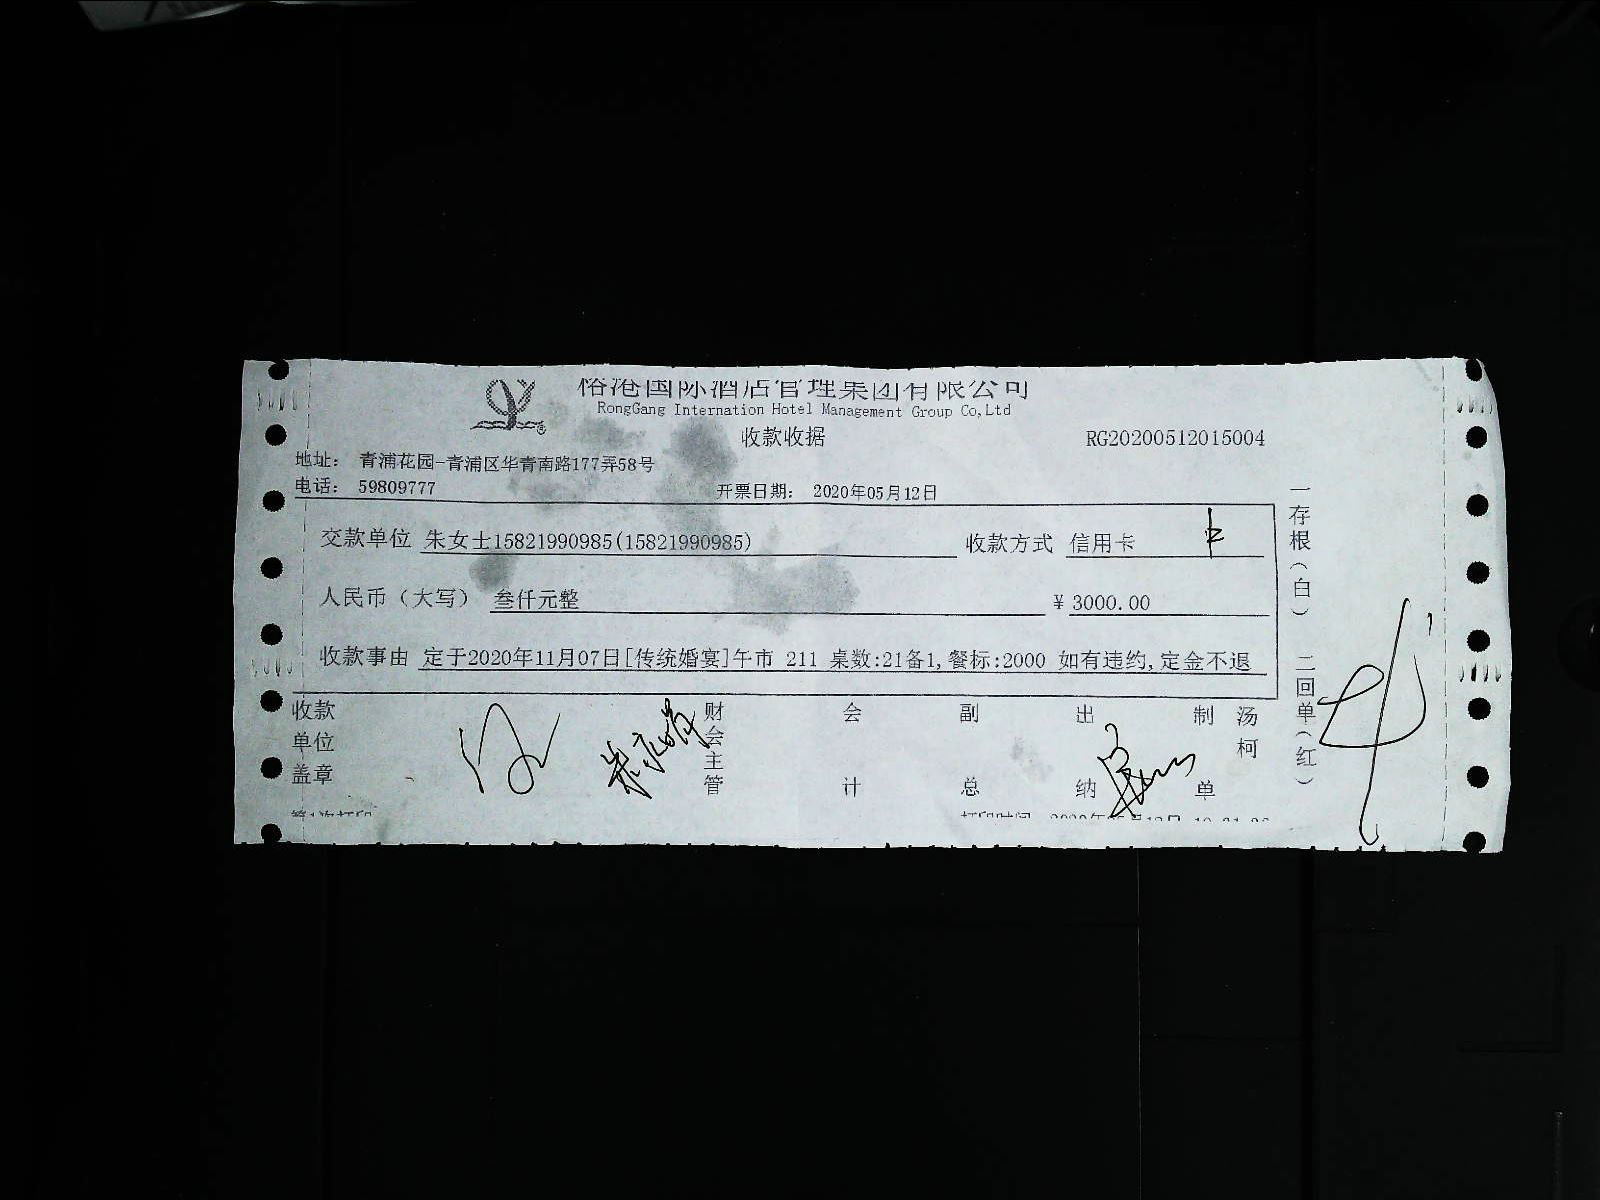 国际酒店管理集团有限公司
RongGang Internation Hotel Management Group Co,Ltd
收款收据
RG20200512015004
地址: 青浦花园-青浦区华青南路177弄58号
电话: 59809777
开票日期: 2020年05月12日
交款单位 朱女士15821990985(15821990985)
收款方式 信用卡
人民币（大写） 叁仟元整
¥ 3000.00
收款事由 定于2020年11月07日[传统婚宴]午市 211 桌数:21备1,餐标:2000 如有违约,定金不退
收款单位盖章
财会主管
会计
副总
出纳
制单
汤柯
一存根（白） 二回单（红）